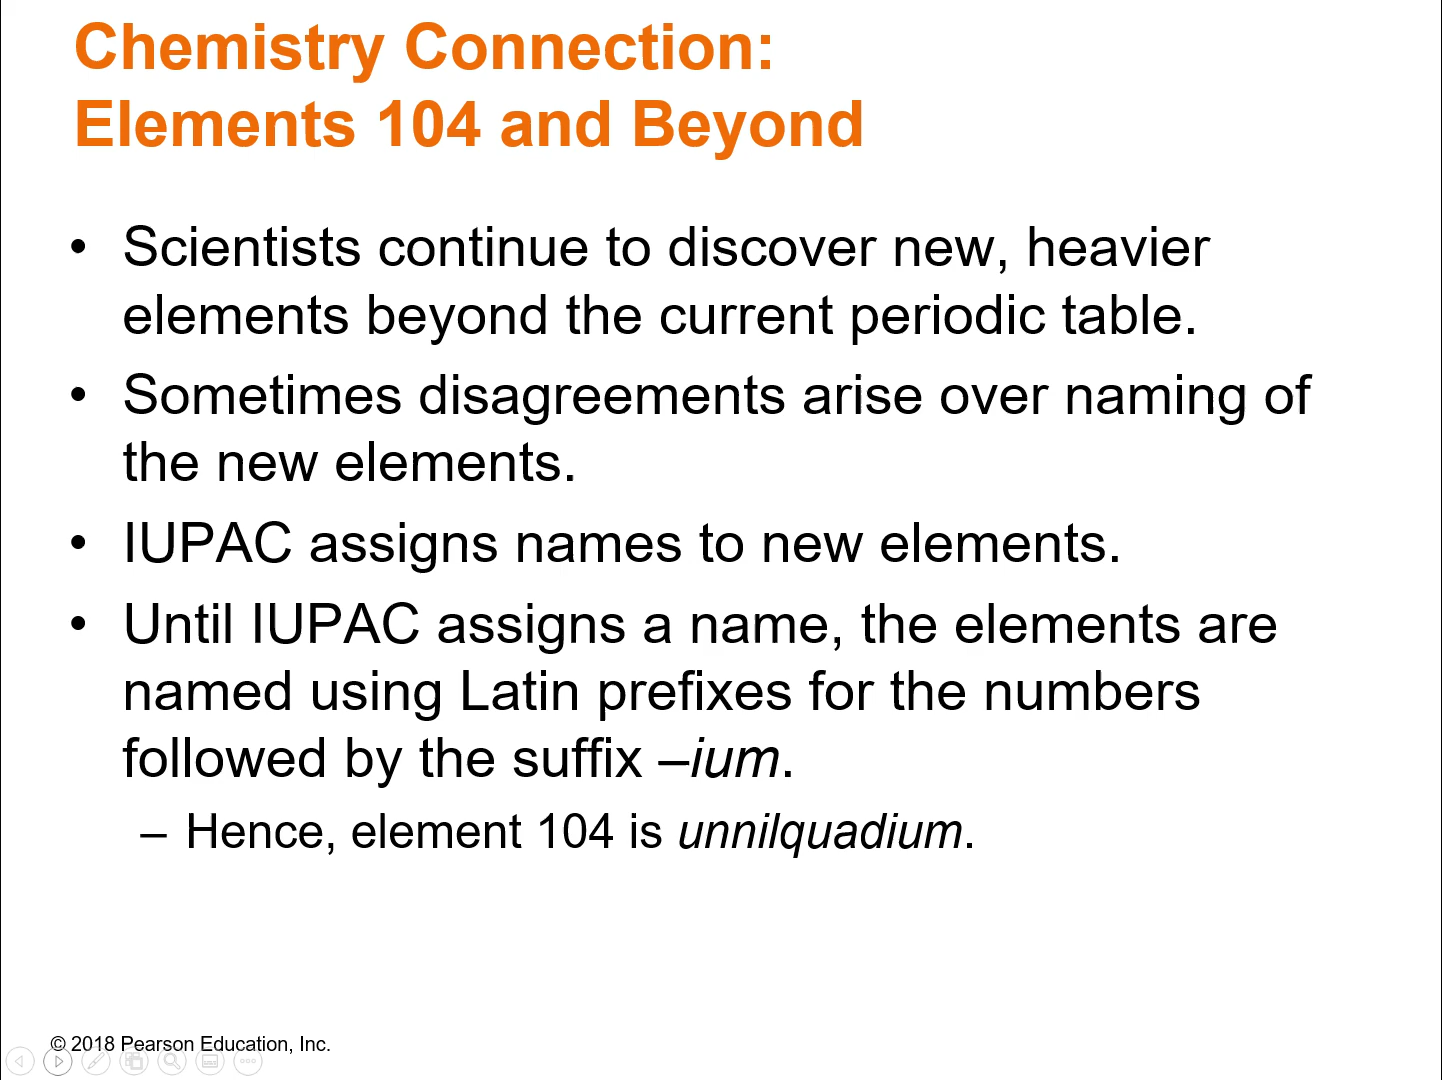 Chemistry Connection:
Elements 104 and Beyond
• Scientists continue to discover new, heavier
elements beyond the current periodic table.
• Sometimes disagreements arise over naming of
the new elements.
• IUPAC assigns names to new elements.
• Until IUPAC assigns a name, the elements are
named using Latin prefixes for the numbers
followed by the suffix –ium.
– Hence, element 104 is unnilquadium.
© 2018 Pearson Education, Inc.